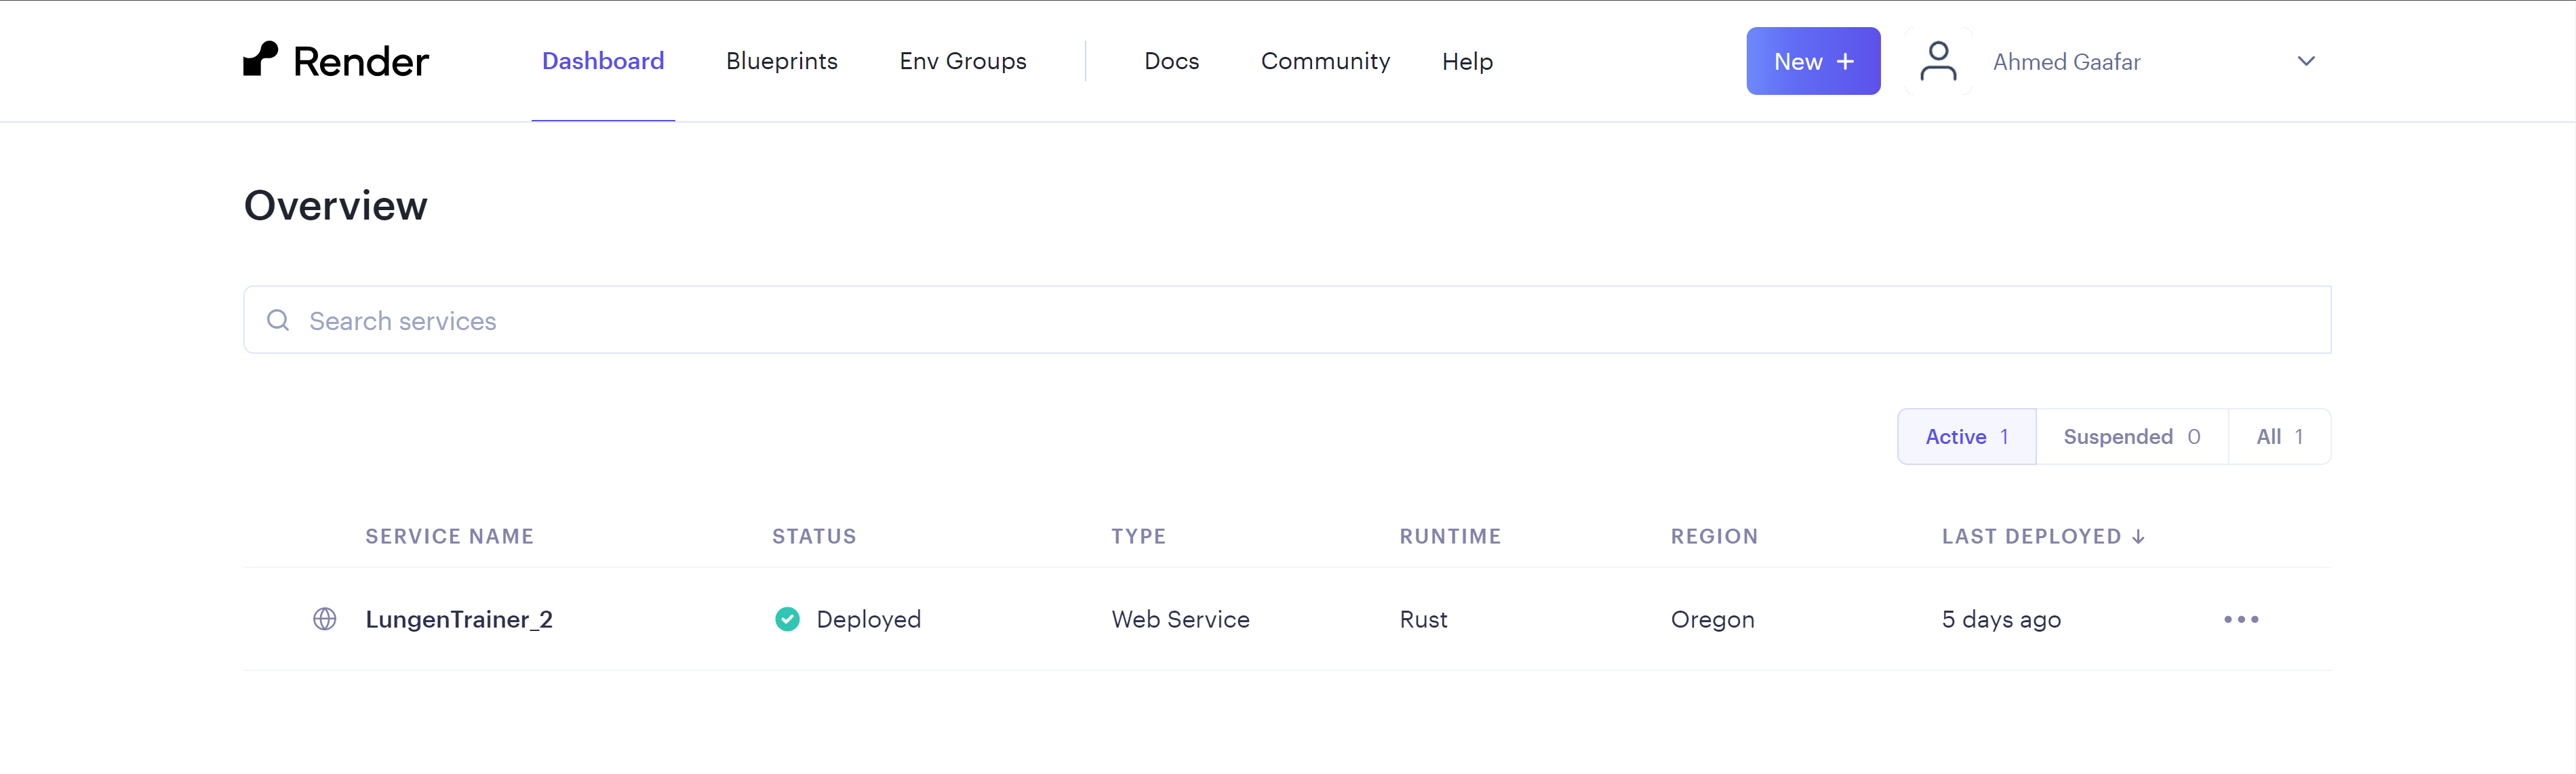 Render Dashboard Blueprints Env Groups Docs Community Help New + Ahmed Gaafar
Overview
Search services
Active 1 Suspended 0 All 1
SERVICE NAME STATUS TYPE RUNTIME REGION LAST DEPLOYED ↓
LungenTrainer_2 Deployed Web Service Rust Oregon 5 days ago